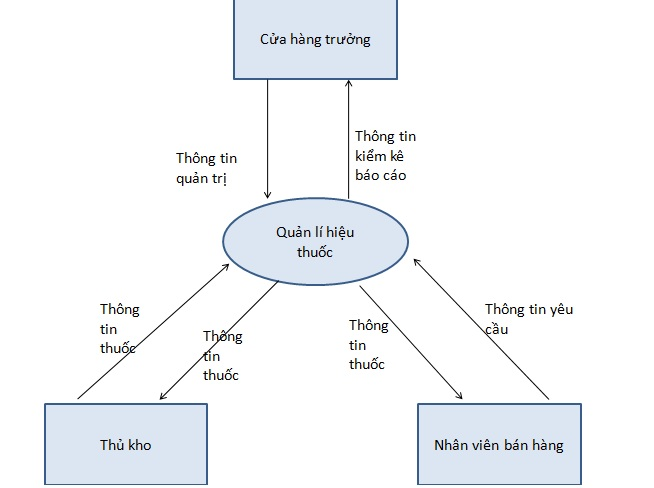 Cửa hàng trưởng
Thông tin
kiểm kê
báo cáo
Thông tin
quản trị
Quản lí hiệu
thuốc
Thông
tin
thuốc
Thông
tin
thuốc
Thông
tin
thuốc
Thông tin yêu
cầu
Thủ kho
Nhân viên bán hàng